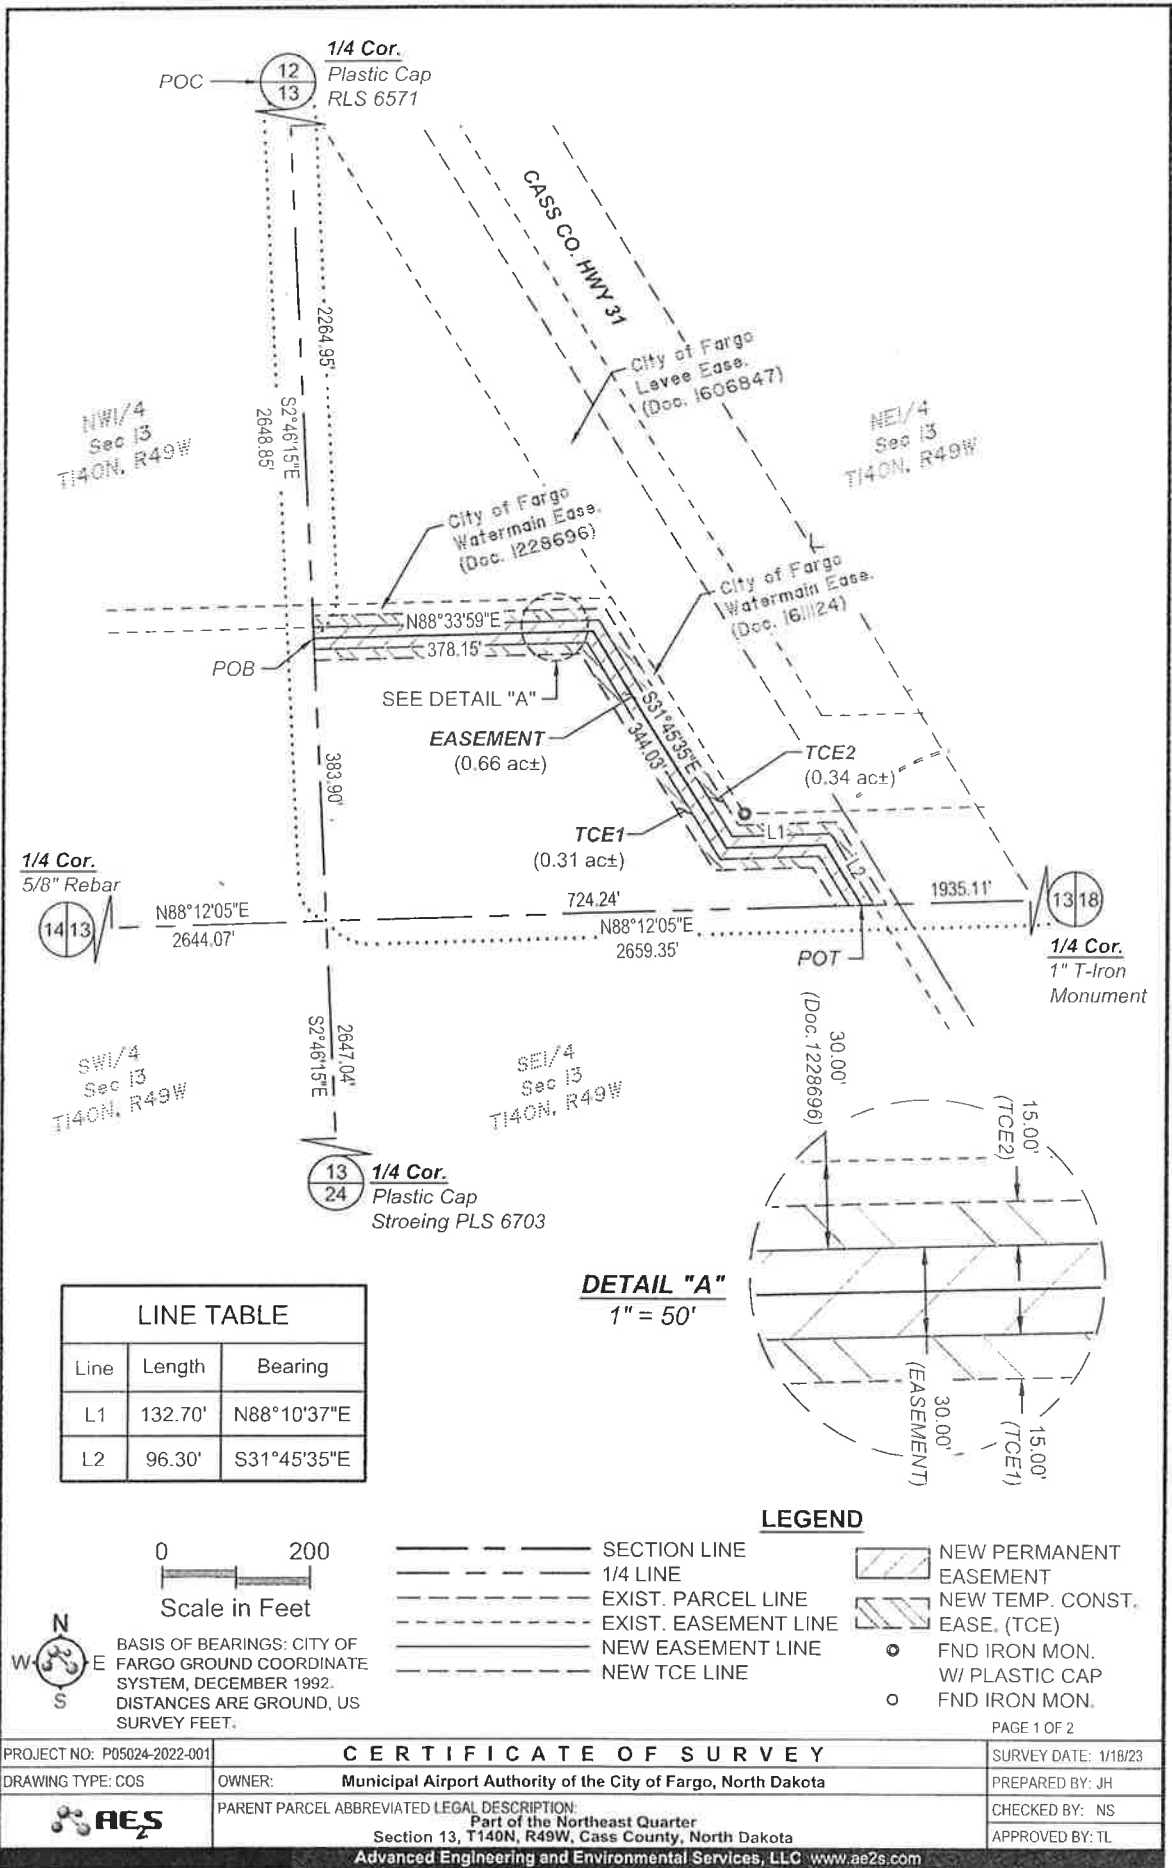 1/4 Cor.
Plastic Cap
RLS 6571
POC
12
13
CASS CO. HWY 31
2264.95'
S2°46'15"E
2648.85'
City of Fargo
Levee Ease.
(Doc. 1606847)
NW1/4
Sec 13
T140N, R49W
NE1/4
Sec 13
T140N, R49W
City of Fargo
Watermain Ease.
(Doc. 1228696)
City of Fargo
Watermain Ease.
(Doc. 1611124)
N88°33'59"E
378.15'
POB
SEE DETAIL "A"
EASEMENT
(0.66 ac±)
S31°45'35"E
344.03'
TCE2
(0.34 ac±)
383.90'
TCE1
(0.31 ac±)
L1
L2
1/4 Cor.
5/8" Rebar
14 13
N88°12'05"E
2644.07'
724.24'
N88°12'05"E
2659.35'
1935.11'
13 18
1/4 Cor.
1" T-Iron
Monument
POT
SW1/4
Sec 13
T140N, R49W
S2°46'15"E
2647.04'
SE1/4
Sec 13
T140N, R49W
13
24
1/4 Cor.
Plastic Cap
Stroeing PLS 6703
30.00'
(Doc.1228696)
15.00'
(TCE2)
DETAIL "A"
1" = 50'
30.00'
(EASEMENT)
15.00'
(TCE1)
LINE TABLE
Line Length Bearing
L1 132.70' N88°10'37"E
L2 96.30' S31°45'35"E
0 200
Scale in Feet
N
W E
S
BASIS OF BEARINGS: CITY OF
FARGO GROUND COORDINATE
SYSTEM, DECEMBER 1992.
DISTANCES ARE GROUND, US
SURVEY FEET.
LEGEND
SECTION LINE
1/4 LINE
EXIST. PARCEL LINE
EXIST. EASEMENT LINE
NEW EASEMENT LINE
NEW TCE LINE
NEW PERMANENT
EASEMENT
NEW TEMP. CONST.
EASE. (TCE)
FND IRON MON.
W/ PLASTIC CAP
FND IRON MON.
PAGE 1 OF 2
PROJECT NO: P05024-2022-001
CERTIFICATE OF SURVEY
SURVEY DATE: 1/18/23
DRAWING TYPE: COS
OWNER: Municipal Airport Authority of the City of Fargo, North Dakota
PREPARED BY: JH
AE2S
PARENT PARCEL ABBREVIATED LEGAL DESCRIPTION:
Part of the Northeast Quarter
Section 13, T140N, R49W, Cass County, North Dakota
CHECKED BY: NS
APPROVED BY: TL
Advanced Engineering and Environmental Services, LLC www.ae2s.com